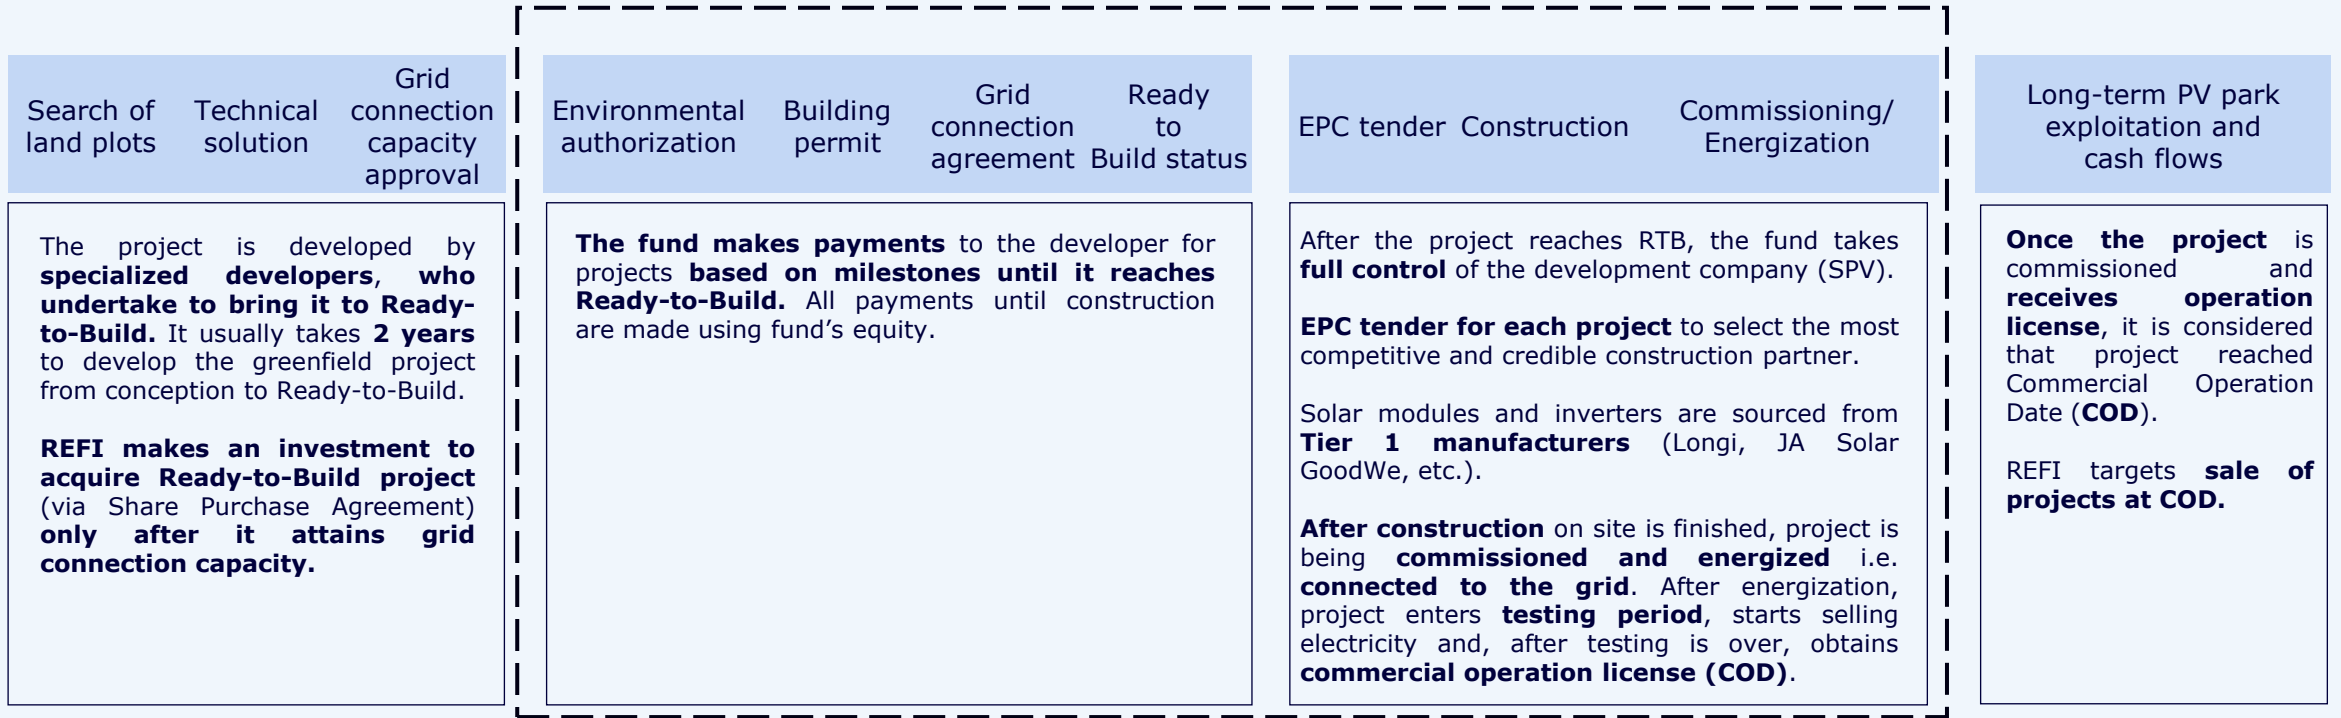 Search of
land plots
Technical
solution
Grid
connection
capacity
approval
The project is developed by
specialized developers, who
undertake to bring it to Ready-
to-Build. It usually takes 2 years
to develop the greenfield project
from conception to Ready-to-Build.
REFI makes an investment to
acquire Ready-to-Build project
(via Share Purchase Agreement)
only after it attains grid
connection capacity.
Environmental
authorization
Building
permit
Grid
connection
agreement
Ready
to
Build status
The fund makes payments to the developer for
projects based on milestones until it reaches
Ready-to-Build. All payments until construction
are made using fund's equity.
EPC tender
Construction
Commissioning/
Energization
After the project reaches RTB, the fund takes
full control of the development company (SPV).
EPC tender for each project to select the most
competitive and credible construction partner.
Solar modules and inverters are sourced from
Tier 1 manufacturers (Longi, JA Solar
GoodWe, etc.).
After construction on site is finished, project is
being commissioned and energized i.e.
connected to the grid. After energization,
project enters testing period, starts selling
electricity and, after testing is over, obtains
commercial operation license (COD).
Long-term PV park
exploitation and
cash flows
Once the project is
commissioned and
receives operation
license, it is considered
that project reached
Commercial Operation
Date (COD).
REFI targets sale of
projects at COD.